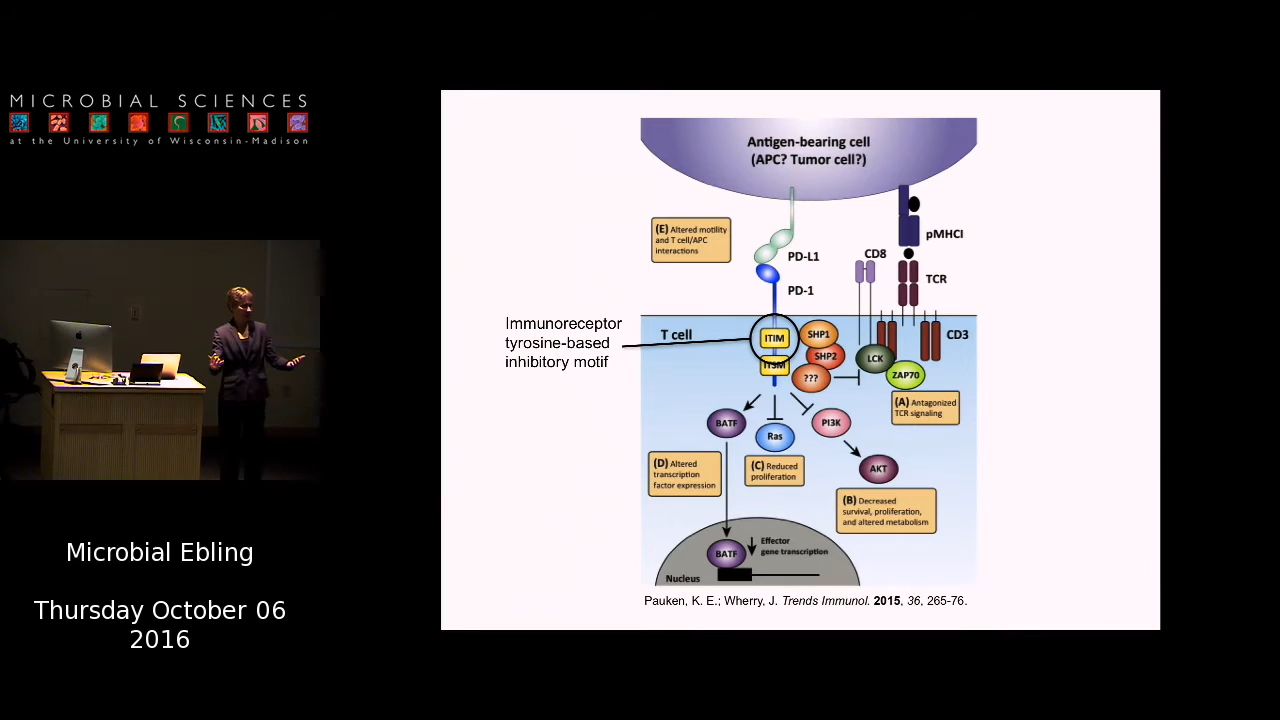 MICROBIAL SCIENCES
at the University of Wisconsin-Madison
Microbial Ebling
Thursday October 06
2016
Antigen-bearing cell
(APC? Tumor cell?)
(E) Altered motility
and T cell/APC
interactions
PD-L1
PD-1
CD8
pMHCI
TCR
CD3
Immunoreceptor
tyrosine-based
inhibitory motif
T cell
ITIM
ITSM
SHP1
SHP2
???
LCK
ZAP70
(A) Antagonized
TCR signaling
BATF
Ras
PI3K
AKT
(D) Altered
transcription
factor expression
(C) Reduced
proliferation
(B) Decreased
survival, proliferation,
and altered metabolism
BATF
Effector
gene transcription
Nucleus
Pauken, K. E.; Wherry, J. Trends Immunol. 2015, 36, 265-76.